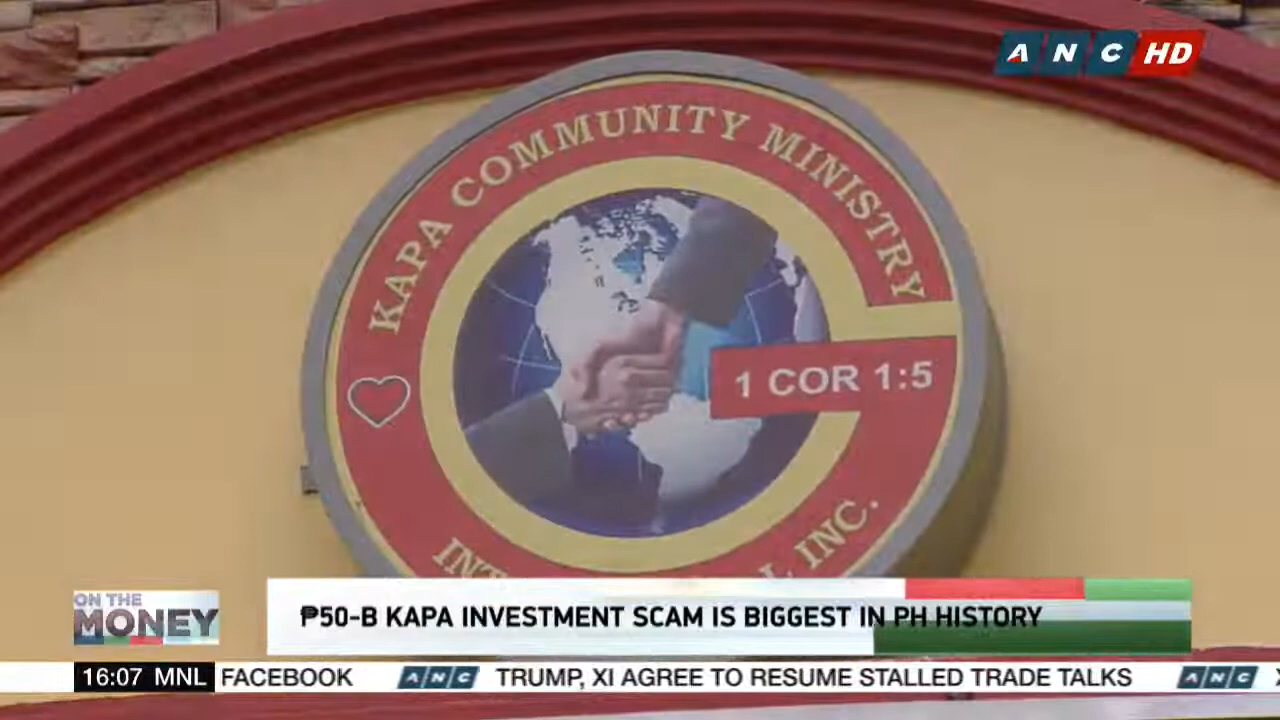 ANC HD
KAPA COMMUNITY MINISTRY
1 COR 1:5
INC.
ON THE
MONEY
₱50-B KAPA INVESTMENT SCAM IS BIGGEST IN PH HISTORY
16:07 MNL FACEBOOK ANC TRUMP, XI AGREE TO RESUME STALLED TRADE TALKS ANC